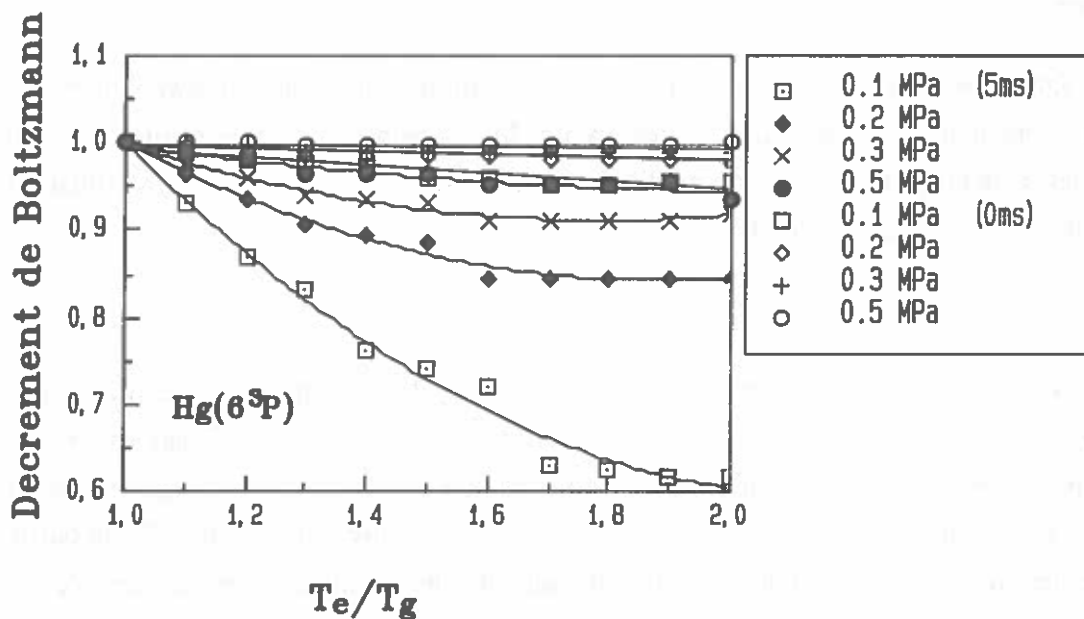 Decrement de Boltzmann
1,1
1,0
0,9
0,8
0,7
0,6
Hg(6³P)
1,0 1,2 1,4 1,6 1,8 2,0
Te/Tg
0.1 MPa (5ms)
0.2 MPa
0.3 MPa
0.5 MPa
0.1 MPa (0ms)
0.2 MPa
0.3 MPa
0.5 MPa